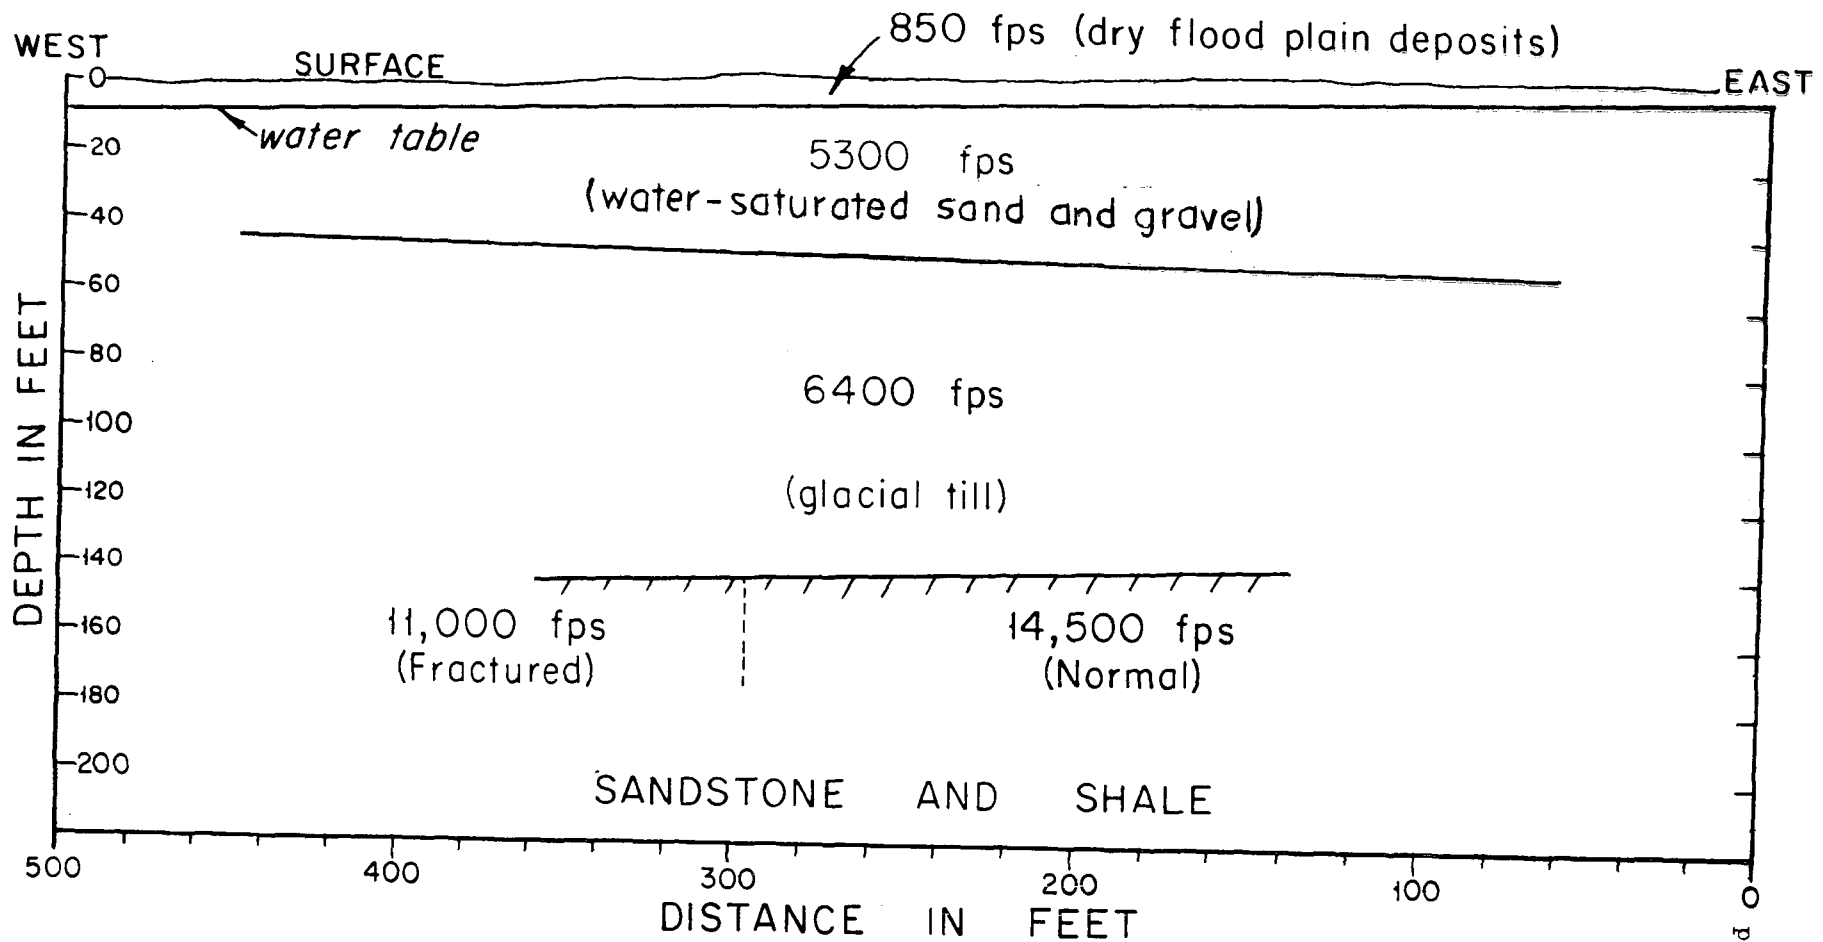 850 fps (dry flood plain deposits)
WEST
SURFACE
EAST
0
water table
20
5300 fps
(water-saturated sand and gravel)
40
60
80
6400 fps
100
120
(glacial till)
140
160
11,000 fps
14,500 fps
(Fractured)
(Normal)
180
200
SANDSTONE AND SHALE
DEPTH IN FEET
500
400
300
200
100
0
DISTANCE IN FEET